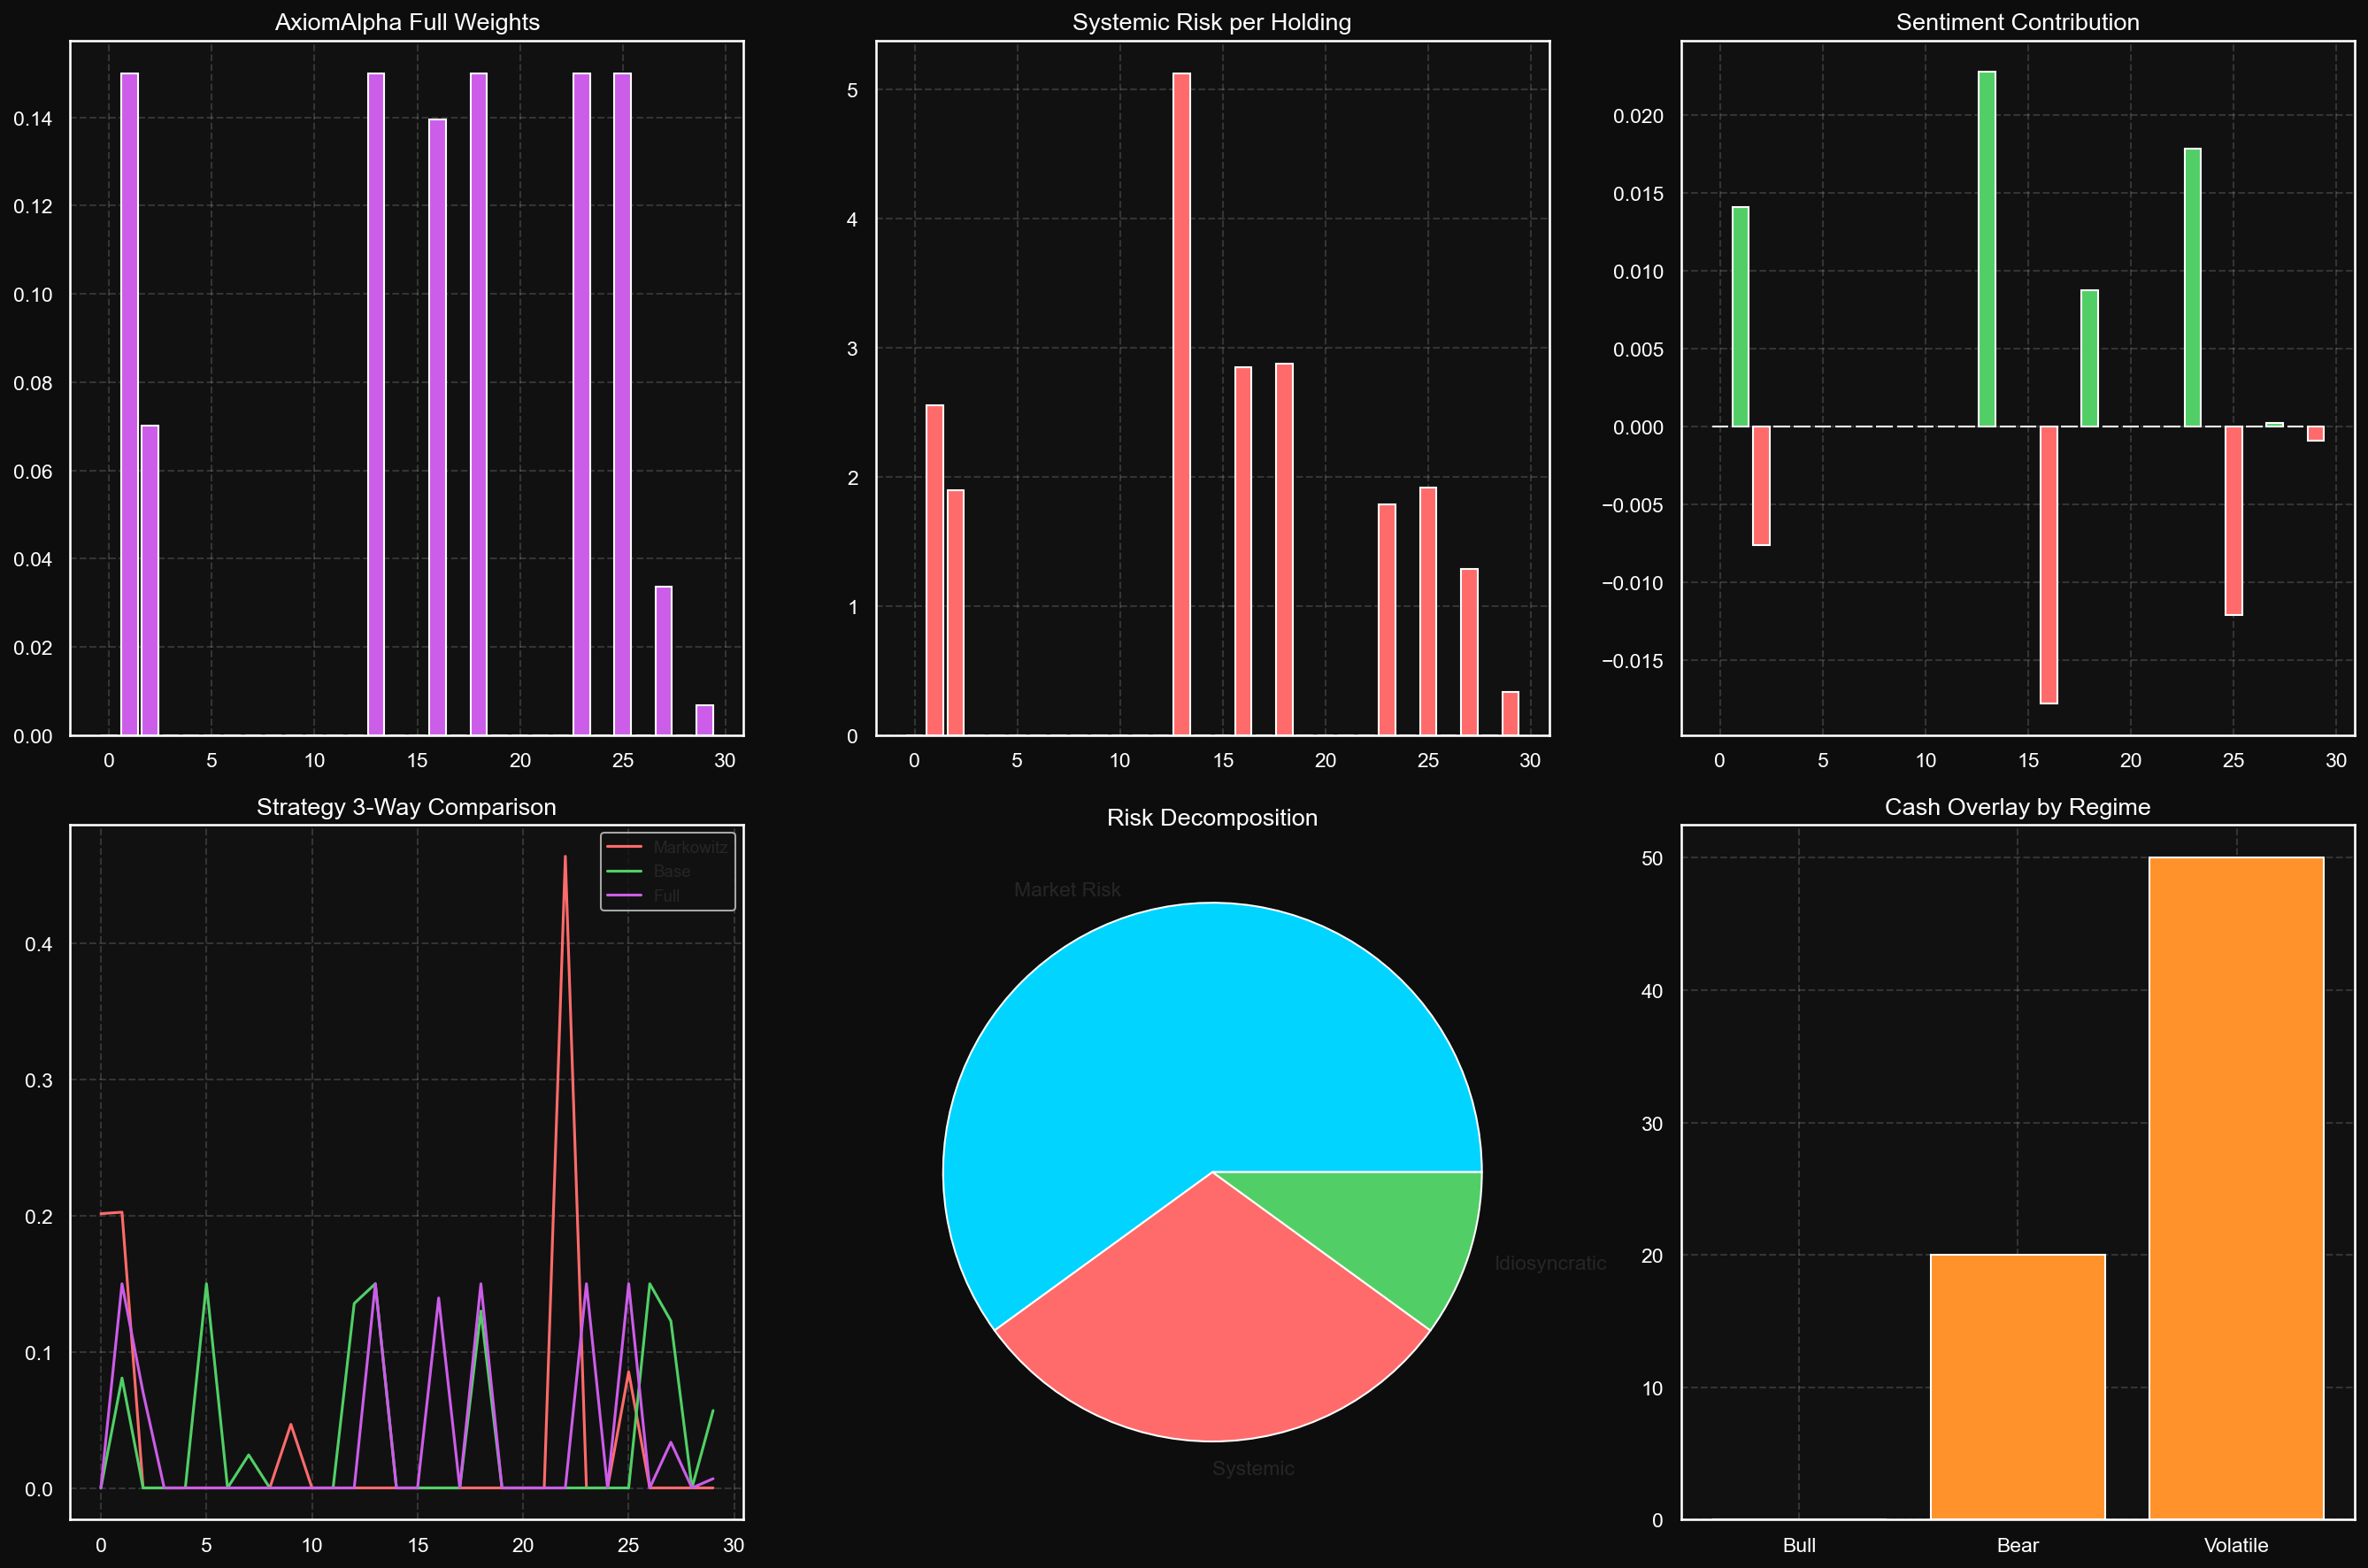 AxiomAlpha Full Weights
0.14
0.12
0.10
0.08
0.06
0.04
0.02
0.00
0 5 10 15 20 25 30
Systemic Risk per Holding
5
4
3
2
1
0
0 5 10 15 20 25 30
Sentiment Contribution
0.020
0.015
0.010
0.005
0.000
−0.005
−0.010
−0.015
0 5 10 15 20 25 30
Strategy 3-Way Comparison
Markowitz
Base
Full
0.4
0.3
0.2
0.1
0.0
0 5 10 15 20 25 30
Risk Decomposition
Market Risk
Idiosyncratic
Systemic
Cash Overlay by Regime
50
40
30
20
10
0
Bull Bear Volatile